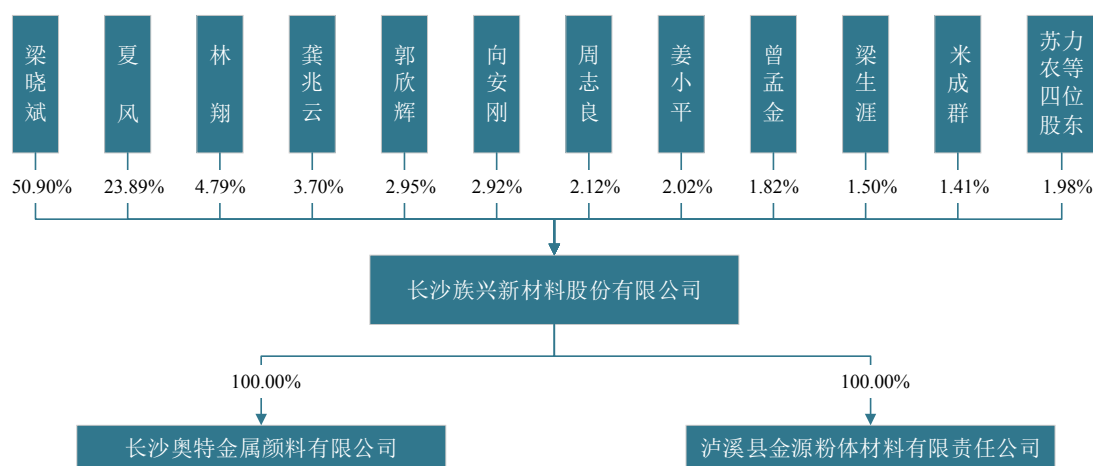 梁晓斌
夏风
林翔
龚兆云
郭欣辉
向安刚
周志良
姜小平
曾孟金
梁生涯
米成群
苏力
农等
四位
股东
50.90%
23.89%
4.79%
3.70%
2.95%
2.92%
2.12%
2.02%
1.82%
1.50%
1.41%
1.98%
长沙族兴新材料股份有限公司
100.00%
100.00%
长沙奥特金属颜料有限公司
泸溪县金源粉体材料有限责任公司